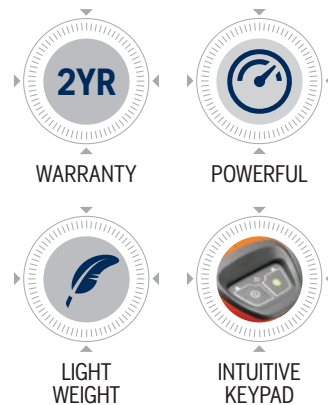 2YR
WARRANTY
POWERFUL
LIGHT
WEIGHT
INTUITIVE
KEYPAD